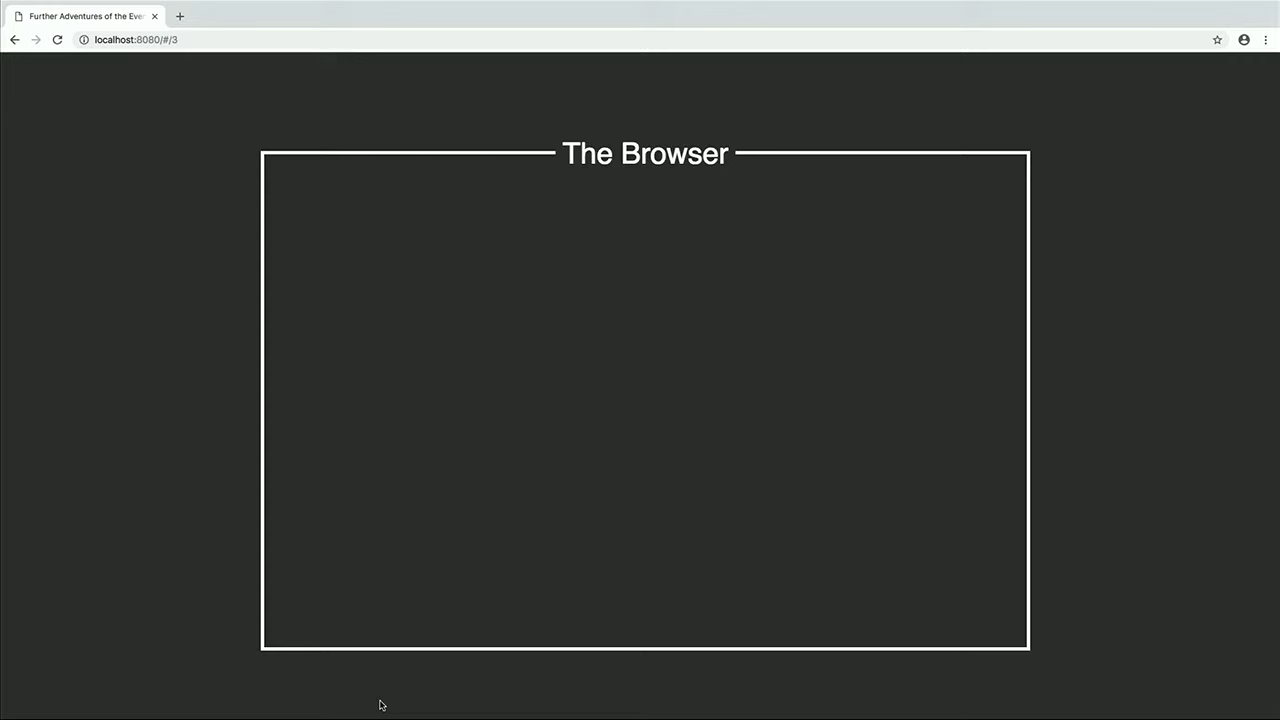 Further Adventures of the Eve
localhost:8080/#/3
The Browser